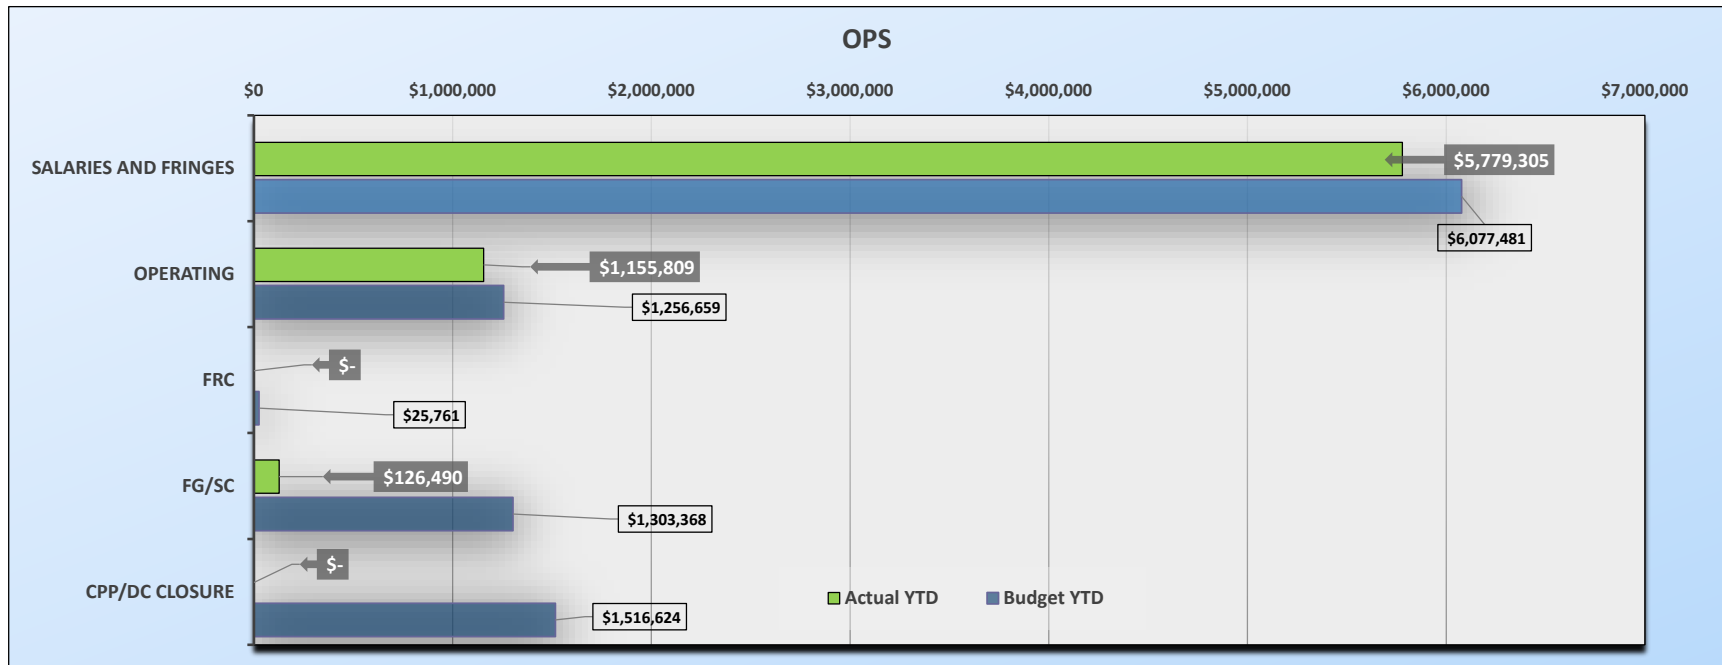 OPS
$0 $1,000,000 $2,000,000 $3,000,000 $4,000,000 $5,000,000 $6,000,000 $7,000,000
SALARIES AND FRINGES
$5,779,305
$6,077,481
OPERATING
$1,155,809
$1,256,659
FRC
$-
$25,761
FG/SC
$126,490
$1,303,368
CPP/DC CLOSURE
$-
$1,516,624
Actual YTD Budget YTD